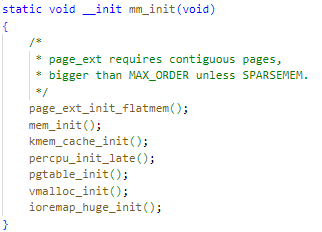 static void __init mm_init(void)
{
    /*
     * page_ext requires contiguous pages,
     * bigger than MAX_ORDER unless SPARSEMEM.
     */
    page_ext_init_flatmem();
    mem_init();
    kmem_cache_init();
    percpu_init_late();
    pgtable_init();
    vmalloc_init();
    ioremap_huge_init();
}